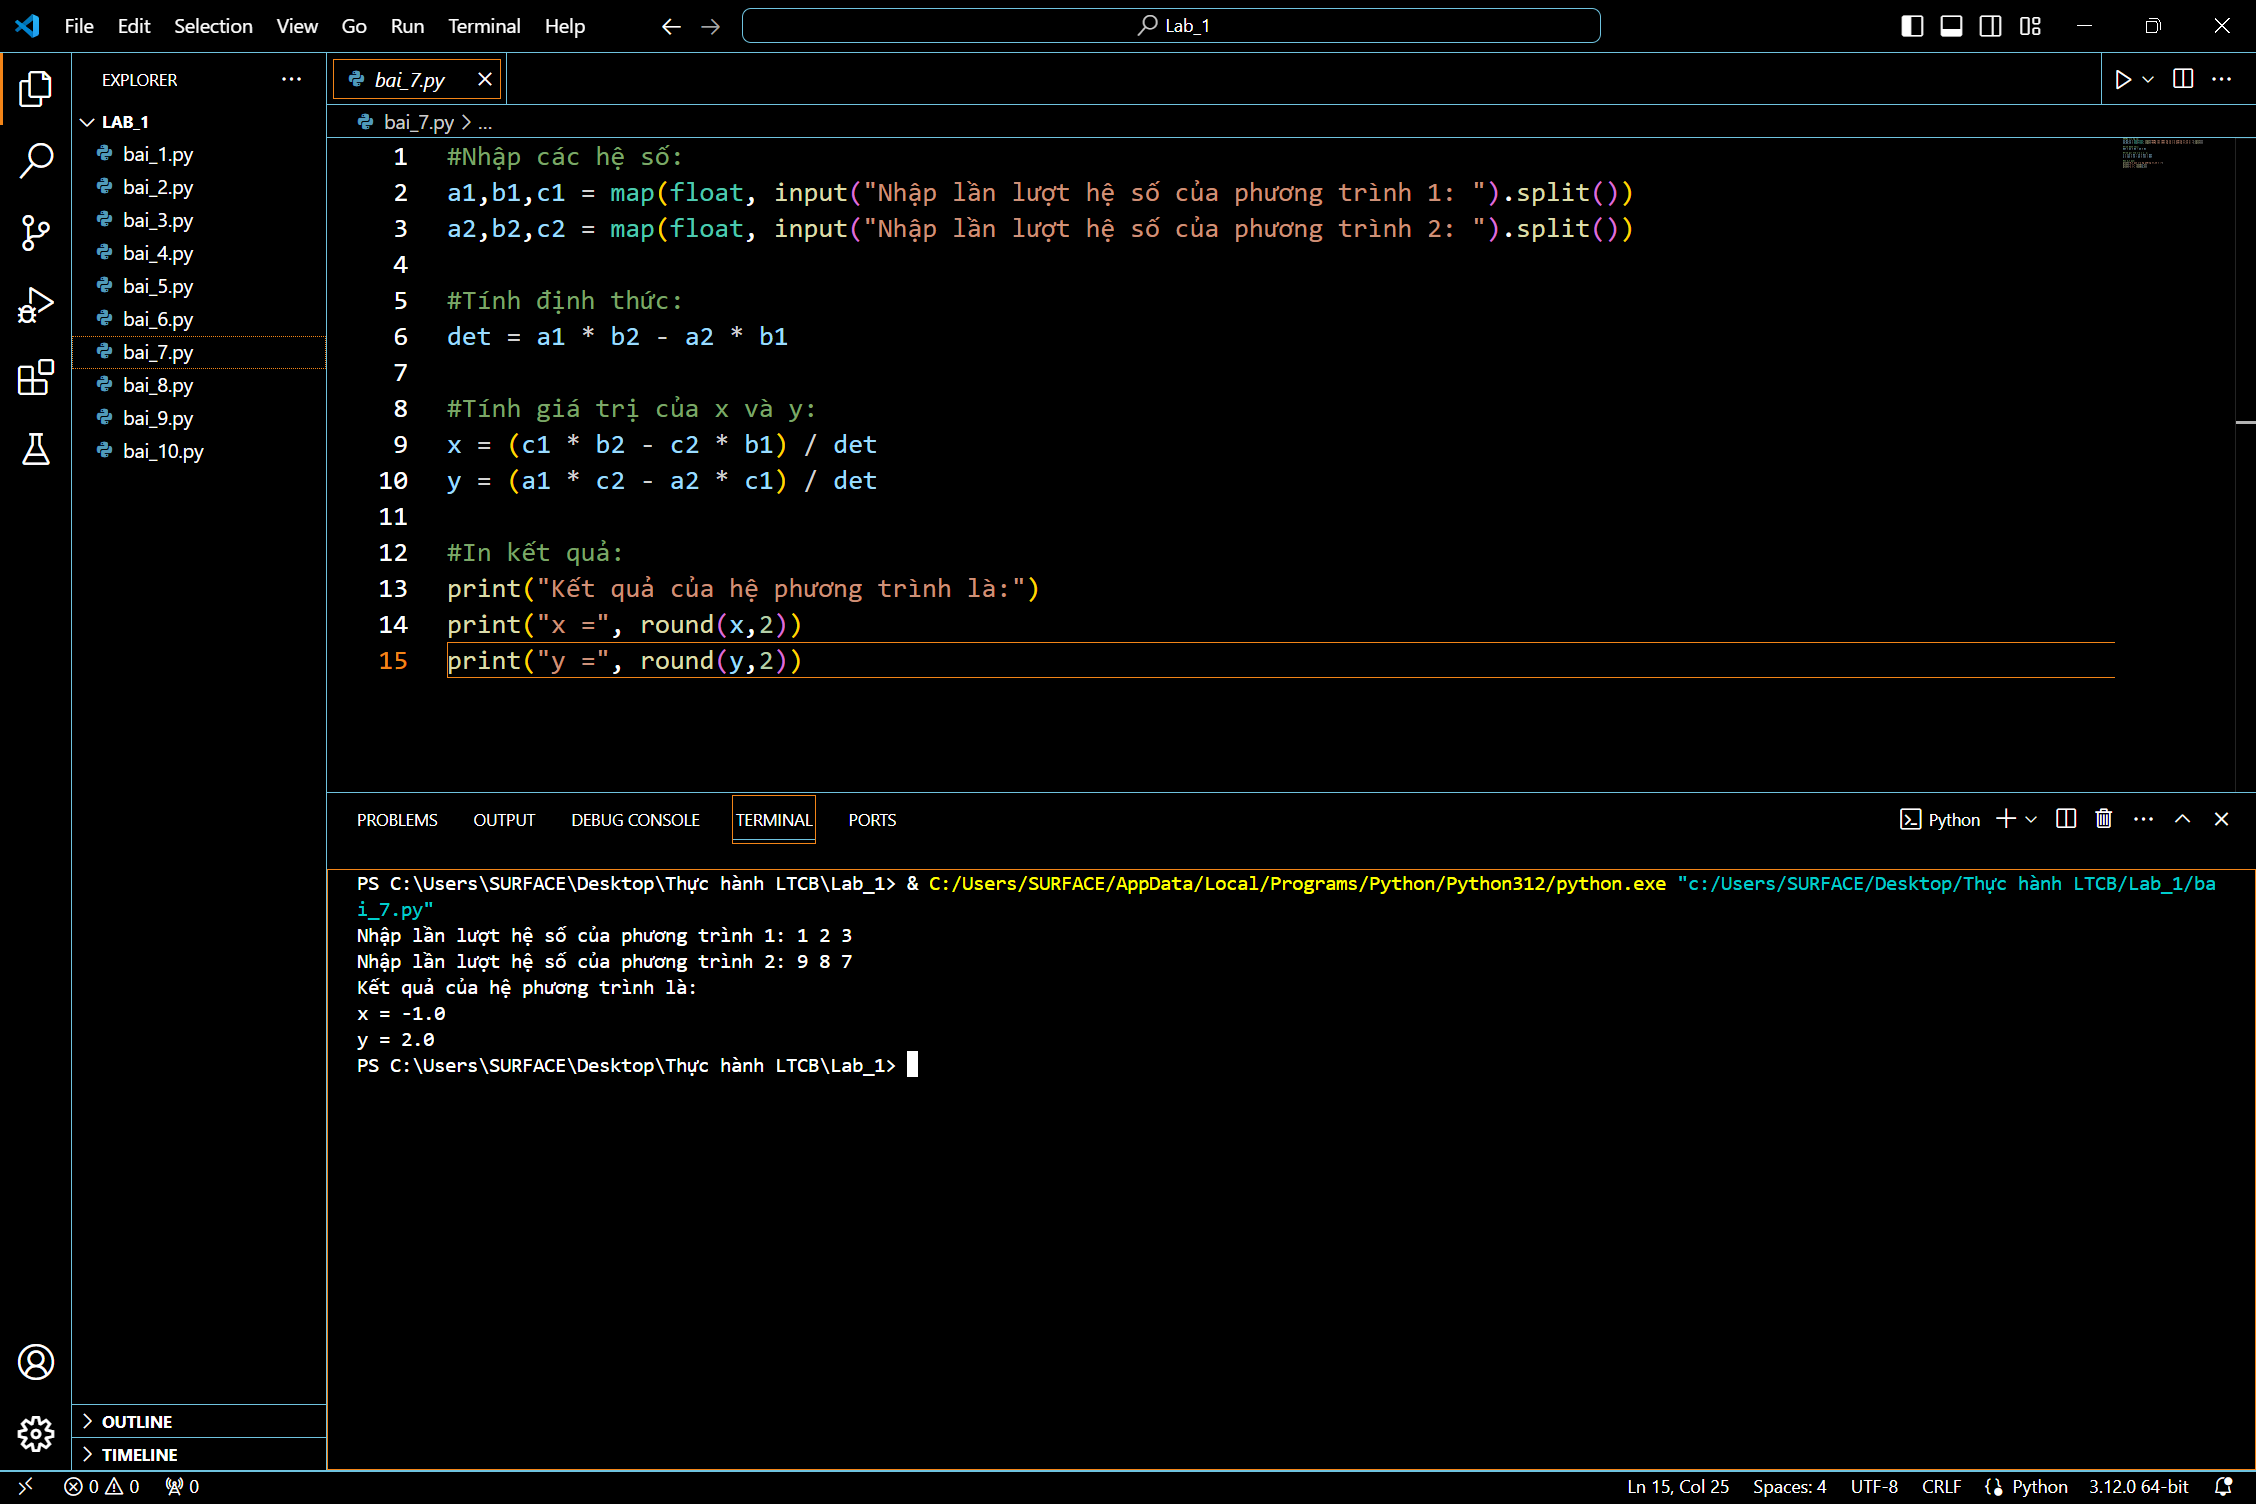 File Edit Selection View Go Run Terminal Help
Lab_1
EXPLORER
LAB_1
bai_1.py
bai_2.py
bai_3.py
bai_4.py
bai_5.py
bai_6.py
bai_7.py
bai_8.py
bai_9.py
bai_10.py
OUTLINE
TIMELINE
bai_7.py
bai_7.py > ...
1 #Nhập các hệ số:
2 a1,b1,c1 = map(float, input("Nhập lần lượt hệ số của phương trình 1: ").split())
3 a2,b2,c2 = map(float, input("Nhập lần lượt hệ số của phương trình 2: ").split())
4
5 #Tính định thức:
6 det = a1 * b2 - a2 * b1
7
8 #Tính giá trị của x và y:
9 x = (c1 * b2 - c2 * b1) / det
10 y = (a1 * c2 - a2 * c1) / det
11
12 #In kết quả:
13 print("Kết quả của hệ phương trình là:")
14 print("x =", round(x,2))
15 print("y =", round(y,2))
PROBLEMS OUTPUT DEBUG CONSOLE TERMINAL PORTS
Python
PS C:\Users\SURFACE\Desktop\Thực hành LTCB\Lab_1> & C:/Users/SURFACE/AppData/Local/Programs/Python/Python312/python.exe "c:/Users/SURFACE/Desktop/Thực hành LTCB/Lab_1/ba
i_7.py"
Nhập lần lượt hệ số của phương trình 1: 1 2 3
Nhập lần lượt hệ số của phương trình 2: 9 8 7
Kết quả của hệ phương trình là:
x = -1.0
y = 2.0
PS C:\Users\SURFACE\Desktop\Thực hành LTCB\Lab_1>
0 0 0
Ln 15, Col 25 Spaces: 4 UTF-8 CRLF Python 3.12.0 64-bit